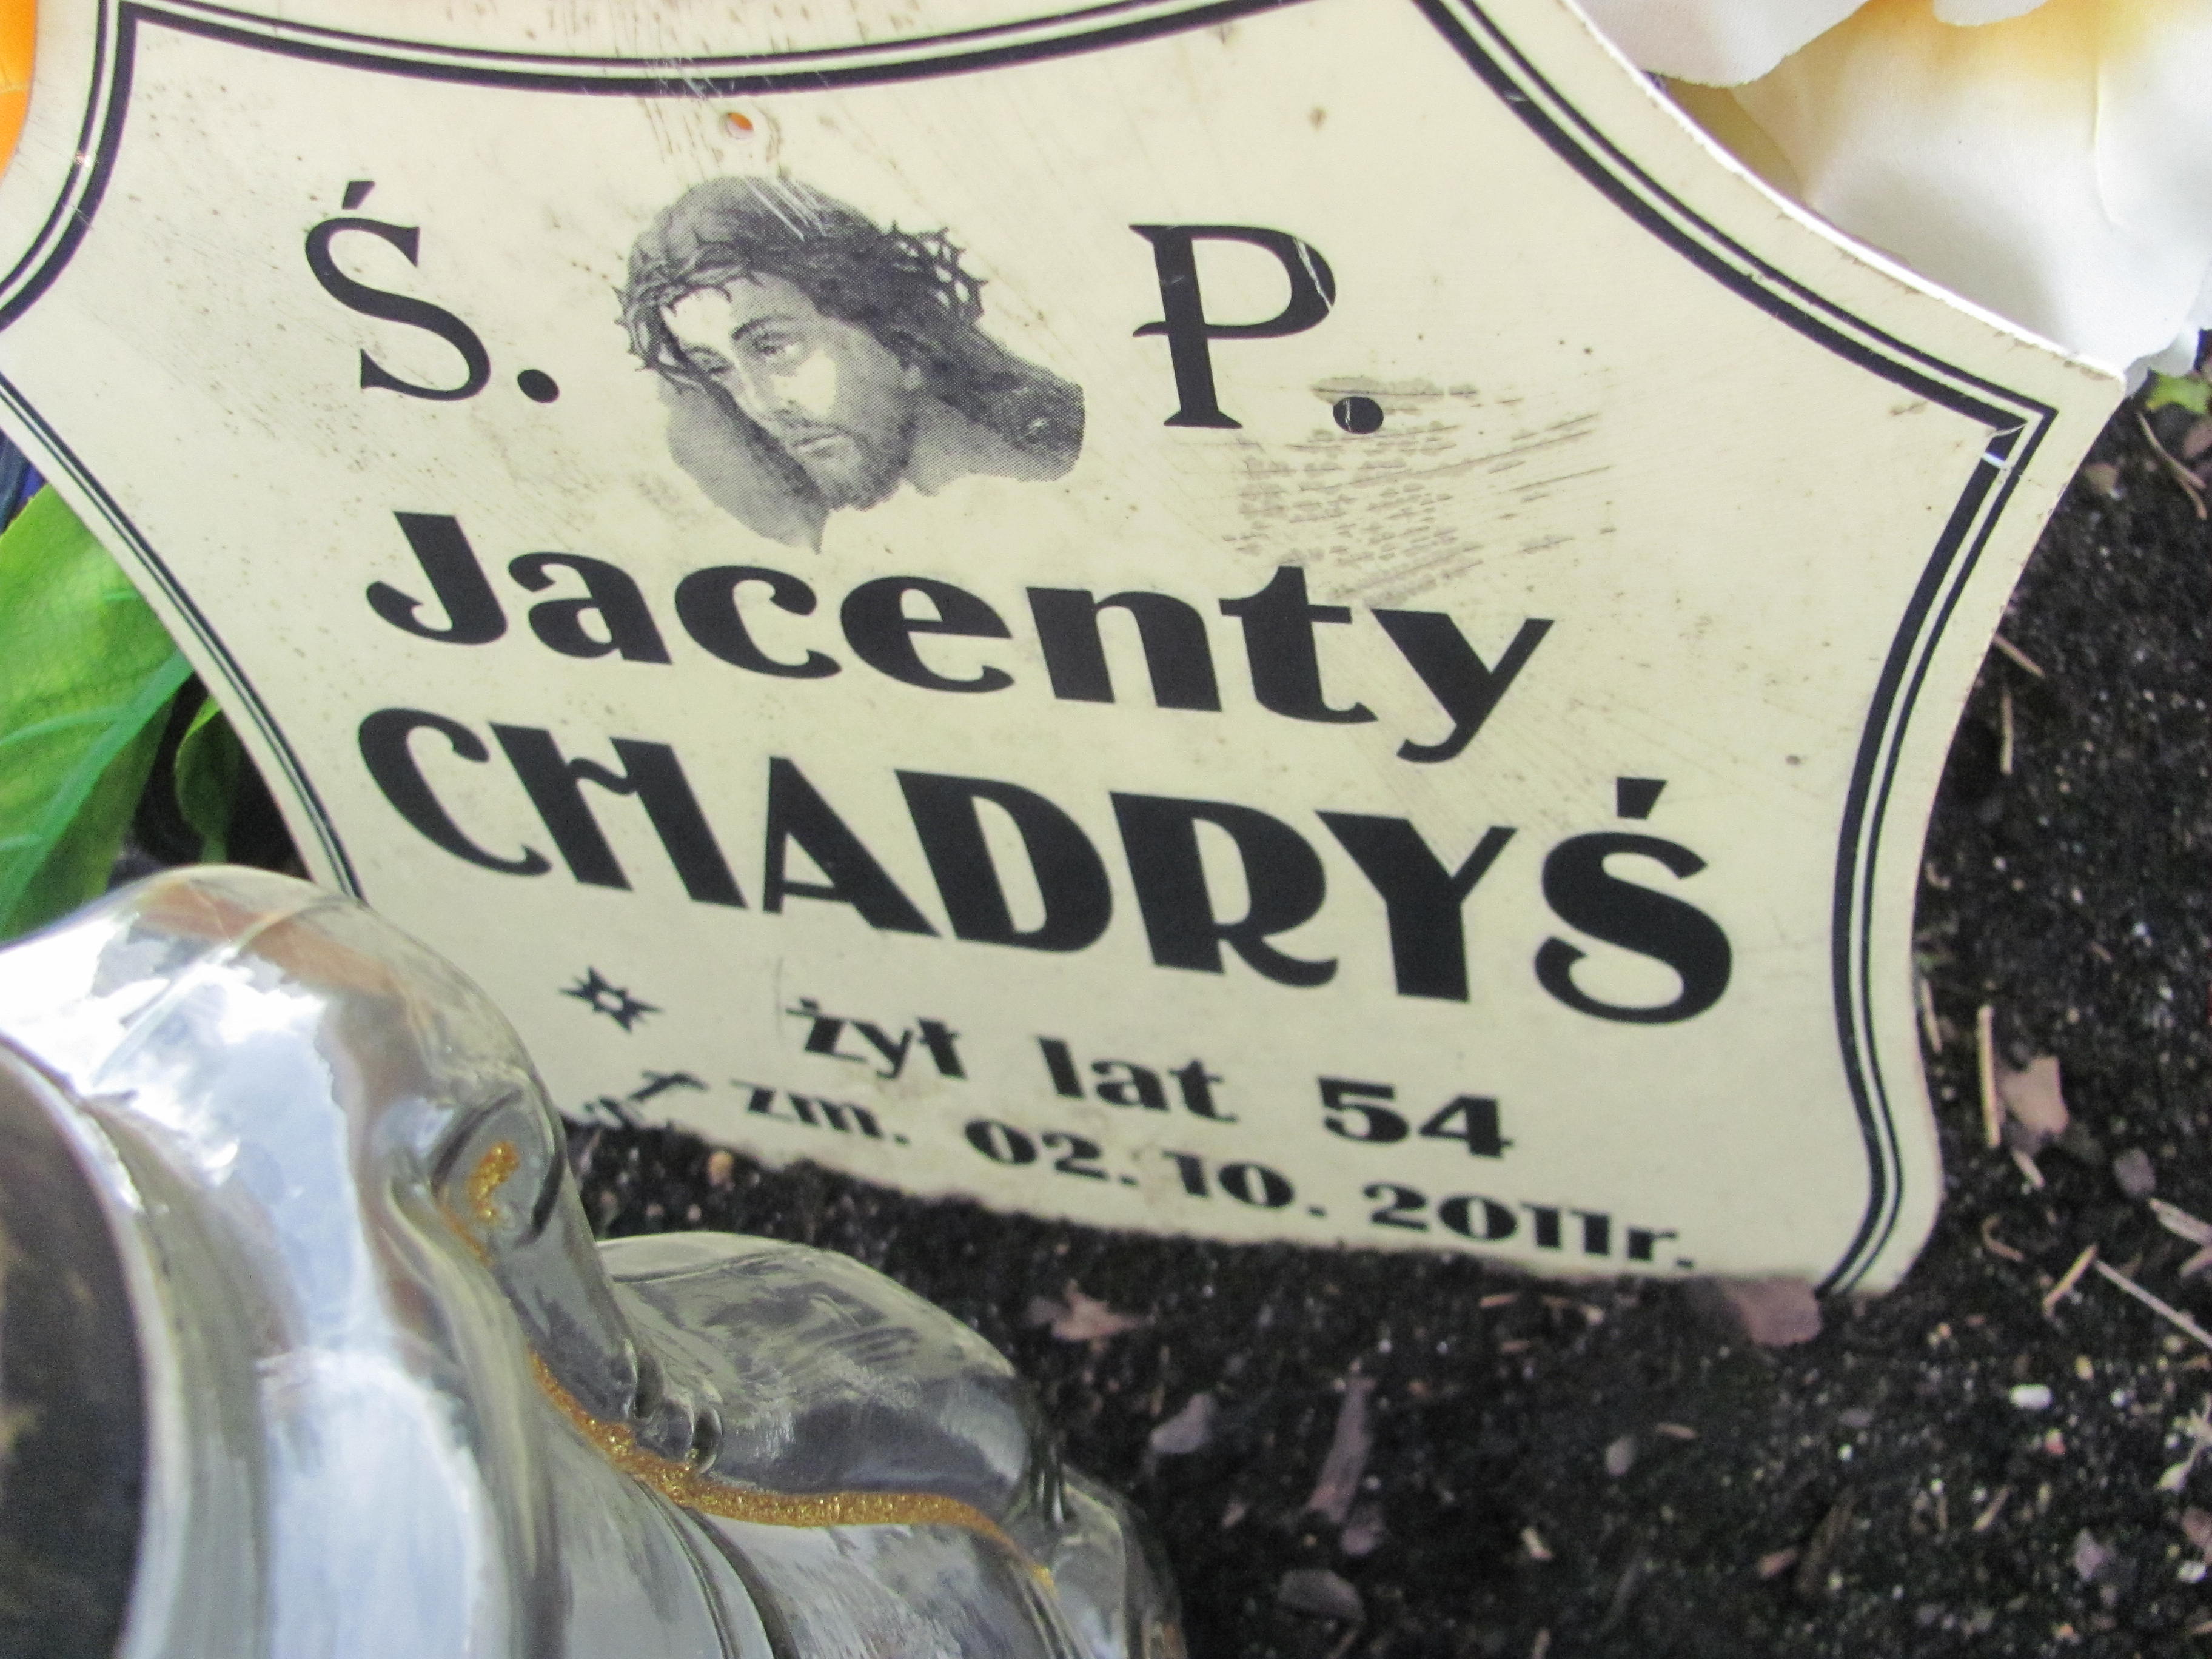 Ś. P.
Jacenty
CHADRYŚ
żył lat 54
zm. 02. 10. 2011r.